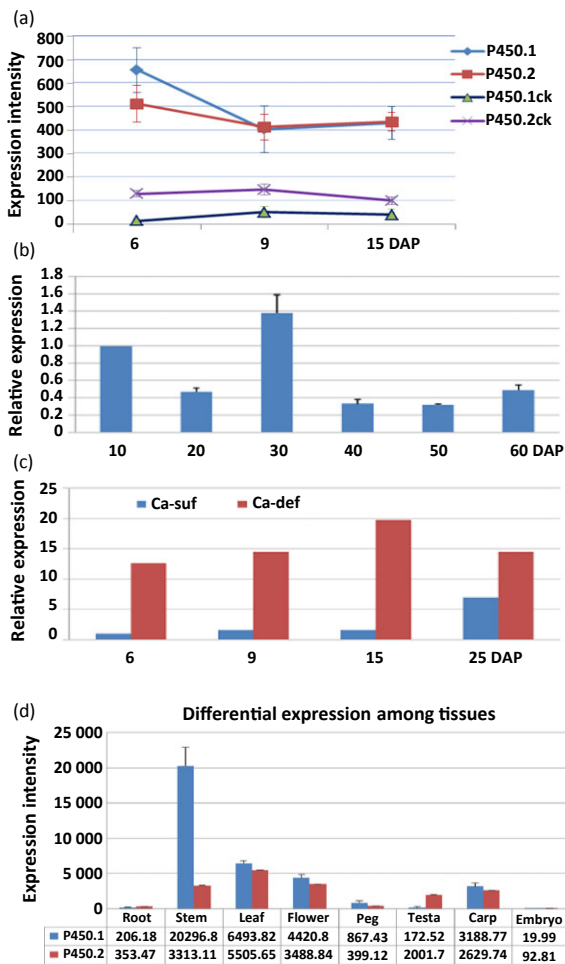 (a)
Expression intensity
800
700
600
500
400
300
200
100
0
6 9 15 DAP
P450.1
P450.2
P450.1ck
P450.2ck
(b)
Relative expression
1.8
1.6
1.4
1.2
1.0
0.8
0.6
0.4
0.2
0
10 20 30 40 50 60 DAP
(c)
Relative expression
25
20
15
10
5
0
Ca-suf Ca-def
6 9 15 25 DAP
(d)
Differential expression among tissues
Expression intensity
25 000
20 000
15 000
10 000
5 000
0
Root Stem Leaf Flower Peg Testa Carp Embryo
P450.1 206.18 20296.8 6493.82 4420.8 867.43 172.52 3188.77 19.99
P450.2 353.47 3313.11 5505.65 3488.84 399.12 2001.7 2629.74 92.81